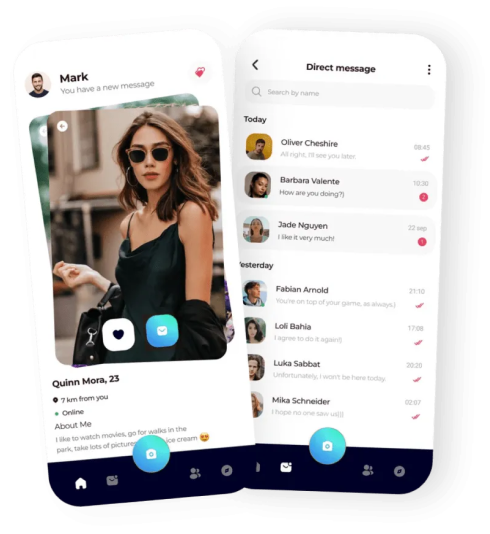 Mark
You have a new message
Quinn Mora, 23
7 km from you
Online
About Me
I like to watch movies, go for walks in the
park, take lots of pictures ice cream 😍
Direct message
Search by name
Today
Oliver Cheshire
08:45
All right, I'll see you later.
Barbara Valente
10:30
How are you doing?)
2
Jade Nguyen
22 sep
I like it very much!
1
Yesterday
Fabian Arnold
21:10
You're on top of your game, as always:)
Loli Bahia
17:08
I agree to do it again!)
Luka Sabbat
20:20
Unfortunately, I won't be here today.
Mika Schneider
02:07
I hope no one saw us)))